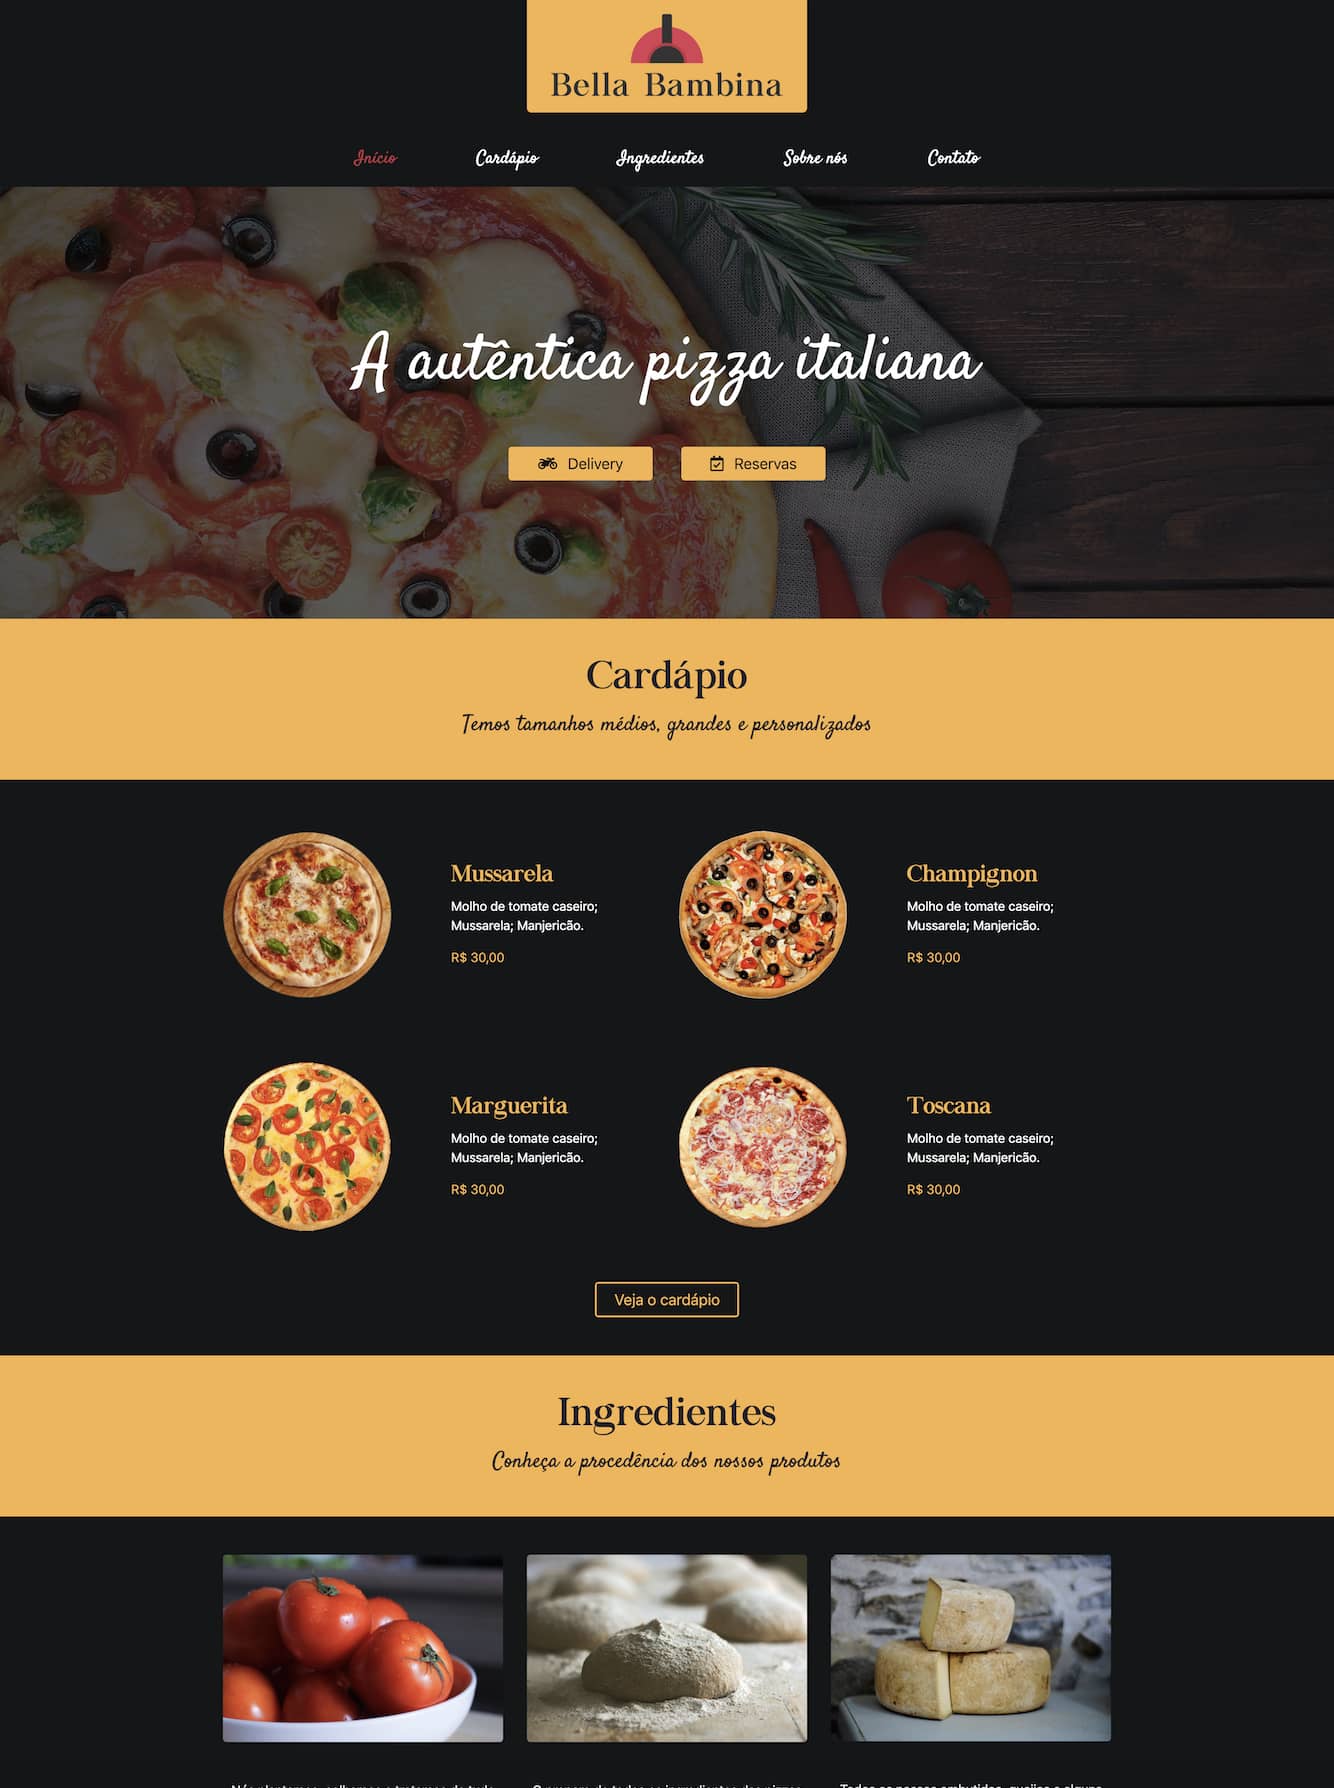 Bella Bambina
Início Cardápio Ingredientes Sobre nós Contato
A autêntica pizza italiana
Delivery Reservas
Cardápio
Temos tamanhos médios, grandes e personalizados
Mussarela
Molho de tomate caseiro;
Mussarela; Manjericão.
R$ 30,00
Champignon
Molho de tomate caseiro;
Mussarela; Manjericão.
R$ 30,00
Marguerita
Molho de tomate caseiro;
Mussarela; Manjericão.
R$ 30,00
Toscana
Molho de tomate caseiro;
Mussarela; Manjericão.
R$ 30,00
Veja o cardápio
Ingredientes
Conheça a procedência dos nossos produtos